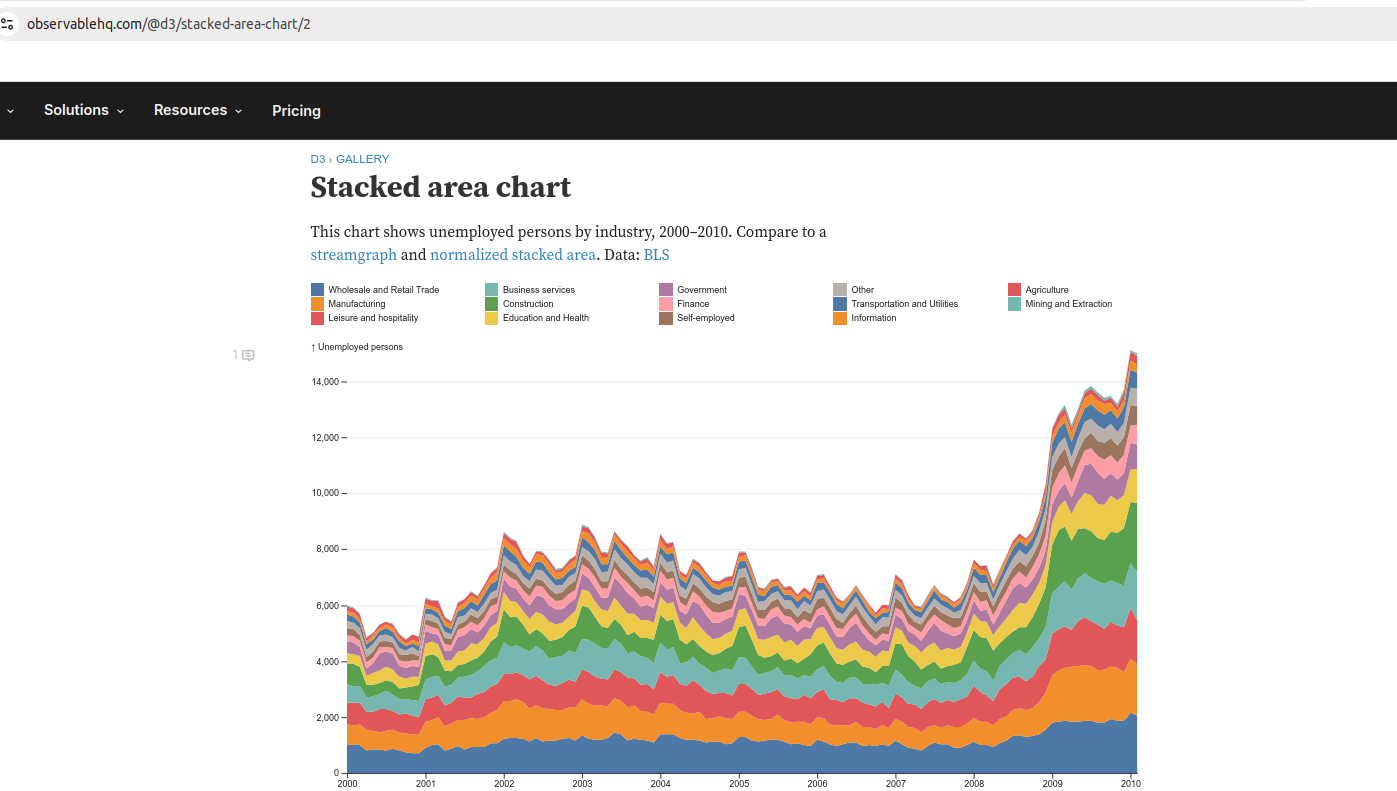 observablehq.com/@d3/stacked-area-chart/2
Solutions Resources Pricing
D3 › GALLERY
Stacked area chart
This chart shows unemployed persons by industry, 2000–2010. Compare to a
streamgraph and normalized stacked area. Data: BLS
Wholesale and Retail Trade Business services Government Other Agriculture
Manufacturing Construction Finance Transportation and Utilities Mining and Extraction
Leisure and hospitality Education and Health Self-employed Information
↑ Unemployed persons
1
14,000
12,000
10,000
8,000
6,000
4,000
2,000
0
2000 2001 2002 2003 2004 2005 2006 2007 2008 2009 2010